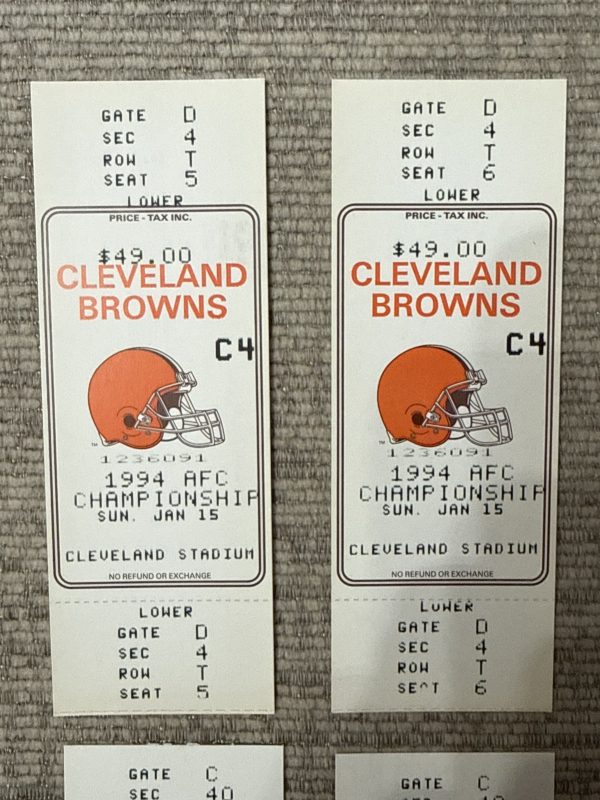 GATE D
SEC 4
ROW T
SEAT 5
LOWER
PRICE - TAX INC.
$49.00
CLEVELAND
BROWNS
C4
TM
1236091
1994 AFC
CHAMPIONSHIP
SUN. JAN 15
CLEVELAND STADIUM
NO REFUND OR EXCHANGE
LOWER
GATE D
SEC 4
ROW T
SEAT 5
GATE D
SEC 4
ROW T
SEAT 6
LOWER
PRICE - TAX INC.
$49.00
CLEVELAND
BROWNS
C4
TM
1236091
1994 AFC
CHAMPIONSHIP
SUN. JAN 15
CLEVELAND STADIUM
NO REFUND OR EXCHANGE
LOWER
GATE D
SEC 4
ROW T
SEAT 6
GATE C
SEC 40
GATE C